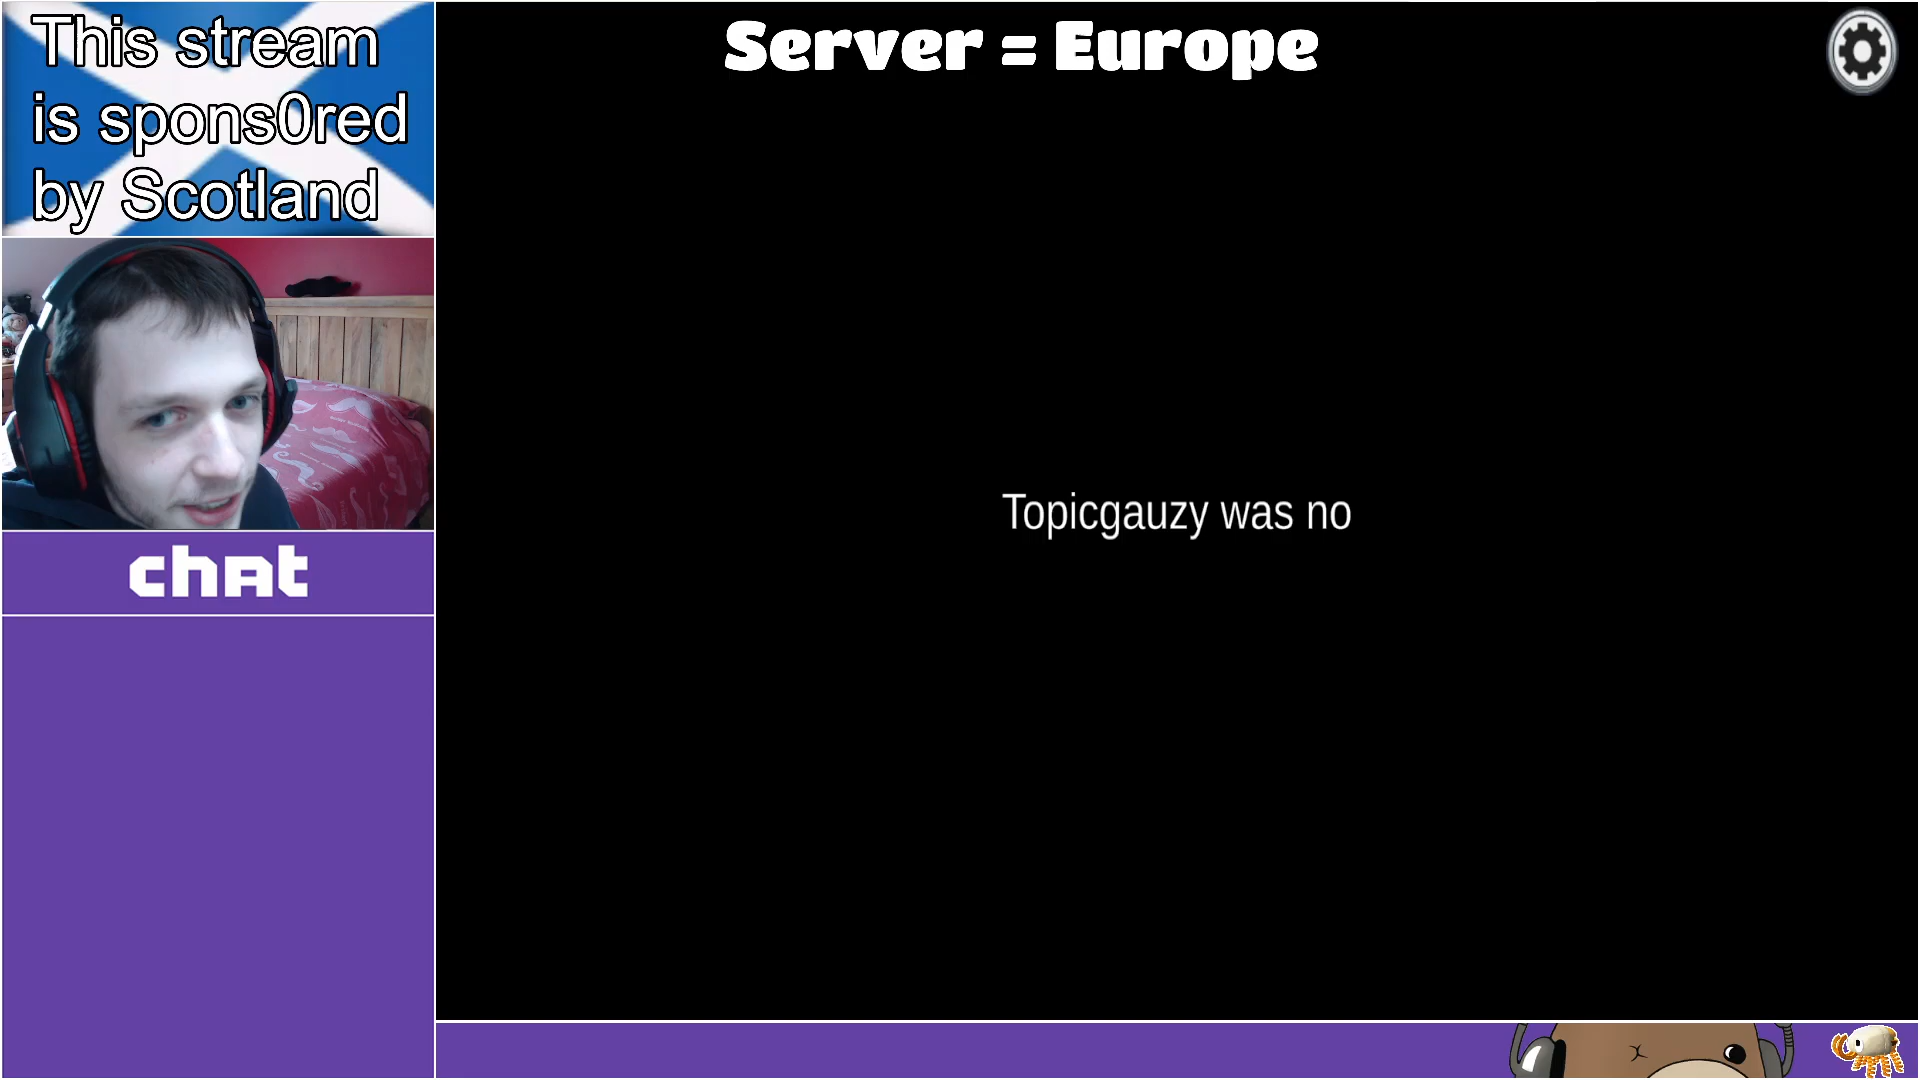 This stream
is spons0red
by Scotland
Server = Europe
Topicgauzy was no
chat